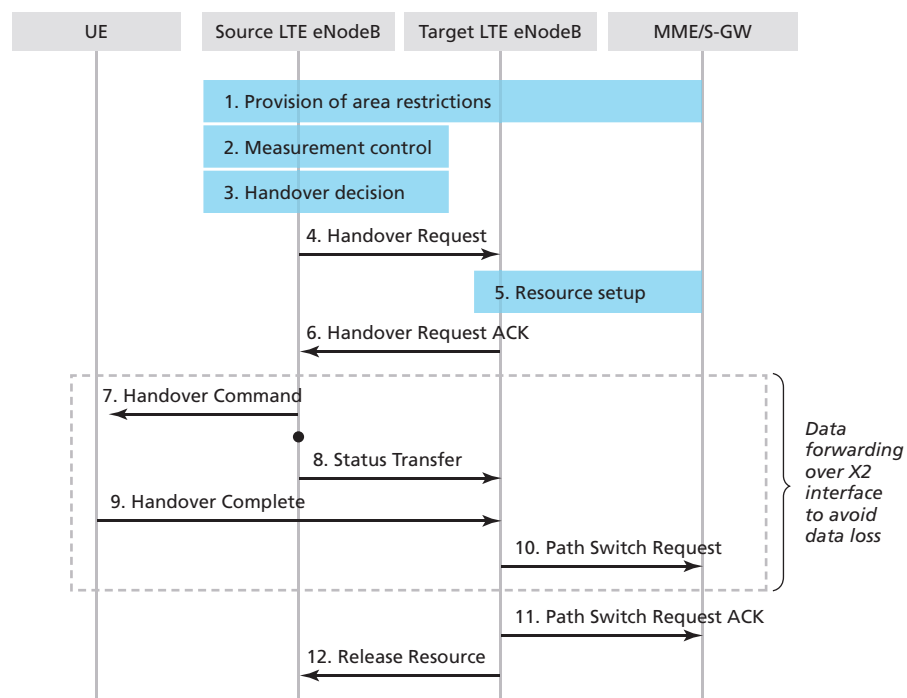 UE
Source LTE eNodeB
Target LTE eNodeB
MME/S-GW
1. Provision of area restrictions
2. Measurement control
3. Handover decision
4. Handover Request
5. Resource setup
6. Handover Request ACK
7. Handover Command
8. Status Transfer
9. Handover Complete
10. Path Switch Request
Data
forwarding
over X2
interface
to avoid
data loss
11. Path Switch Request ACK
12. Release Resource